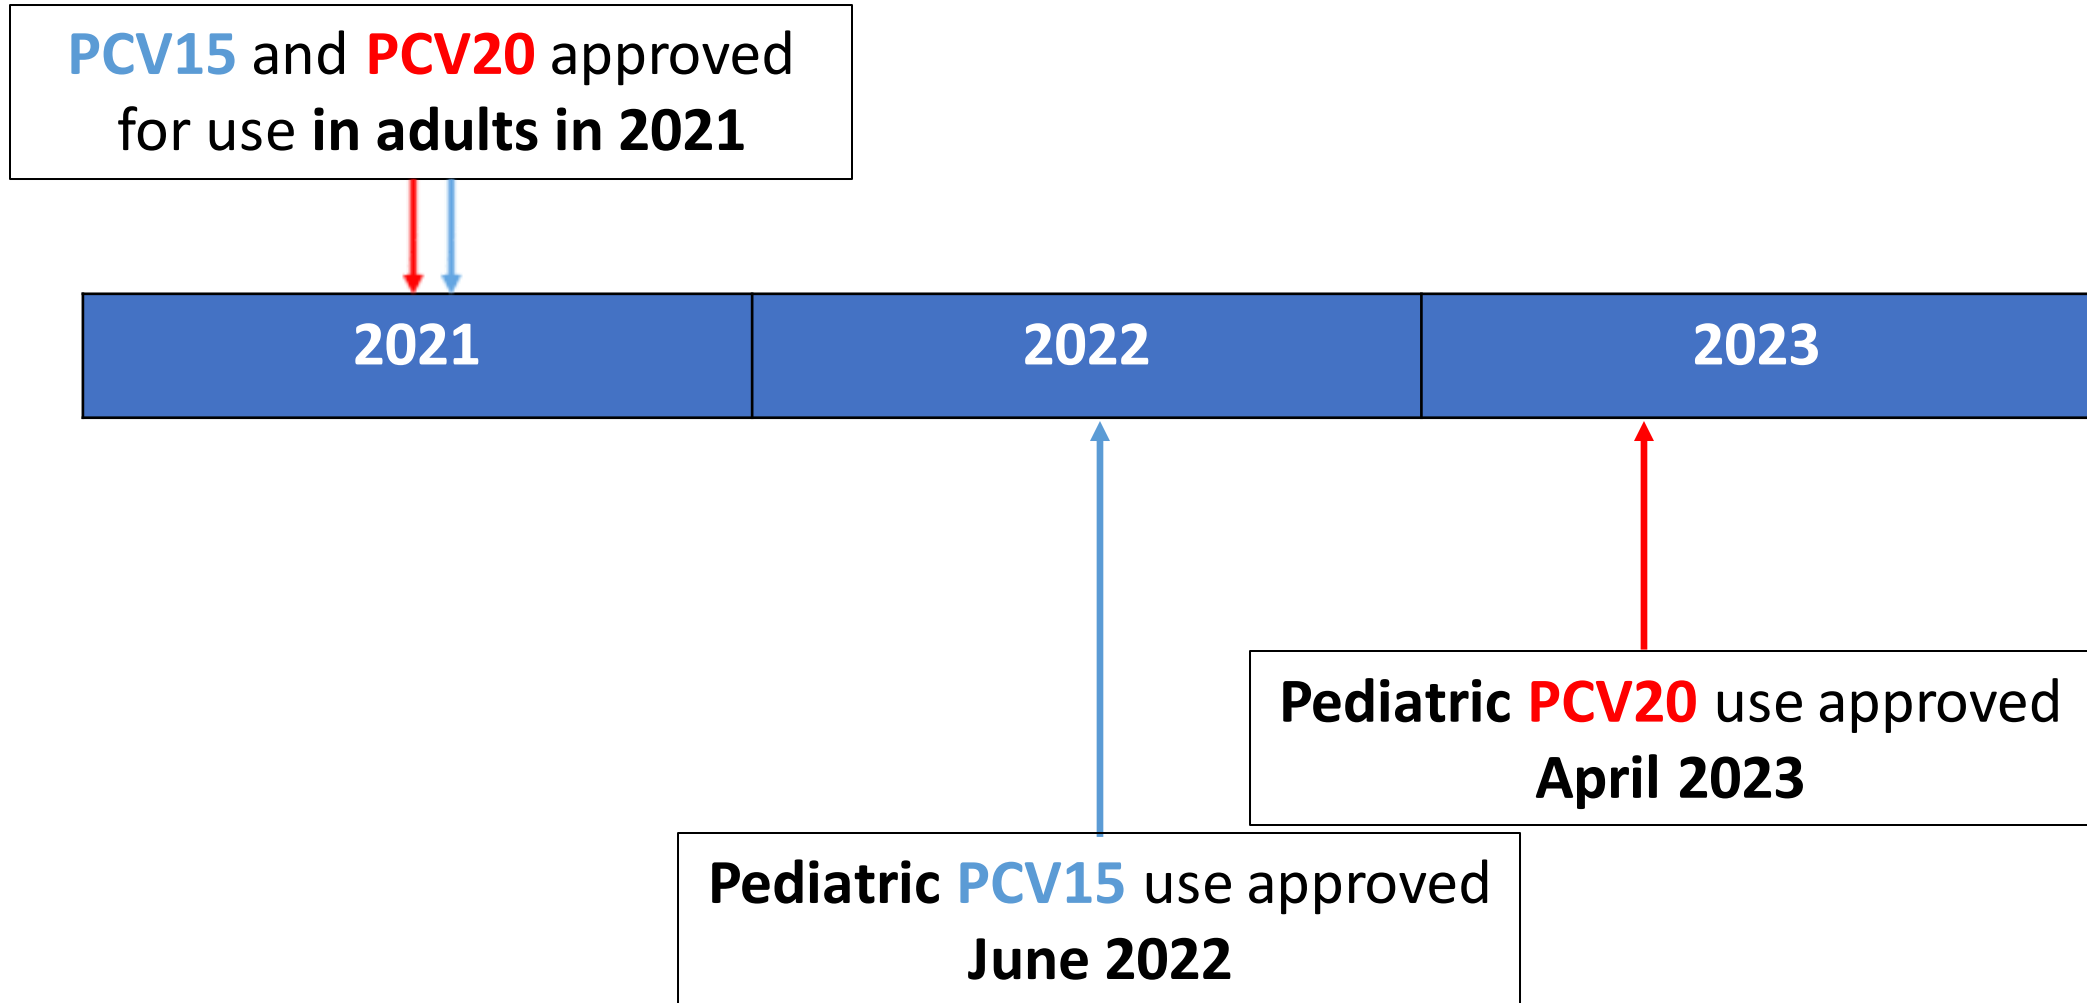 PCV15 and PCV20 approved
for use in adults in 2021
2021
2022
2023
Pediatric PCV20 use approved
April 2023
Pediatric PCV15 use approved
June 2022